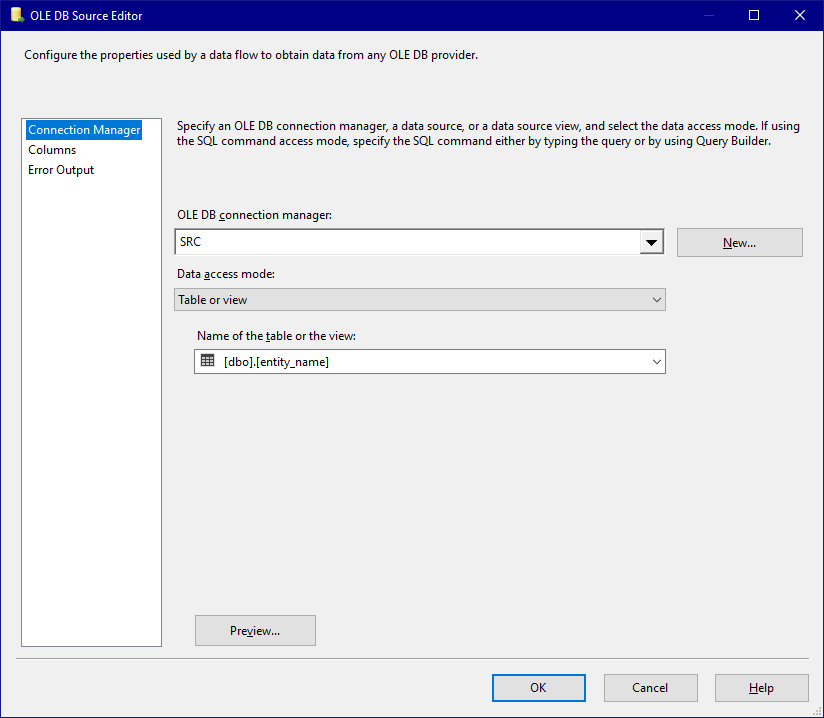 OLE DB Source Editor
Configure the properties used by a data flow to obtain data from any OLE DB provider.
Connection Manager
Columns
Error Output
Specify an OLE DB connection manager, a data source, or a data source view, and select the data access mode. If using
the SQL command access mode, specify the SQL command either by typing the query or by using Query Builder.
OLE DB connection manager:
SRC
New...
Data access mode:
Table or view
Name of the table or the view:
[dbo].[entity_name]
Preview...
OK
Cancel
Help